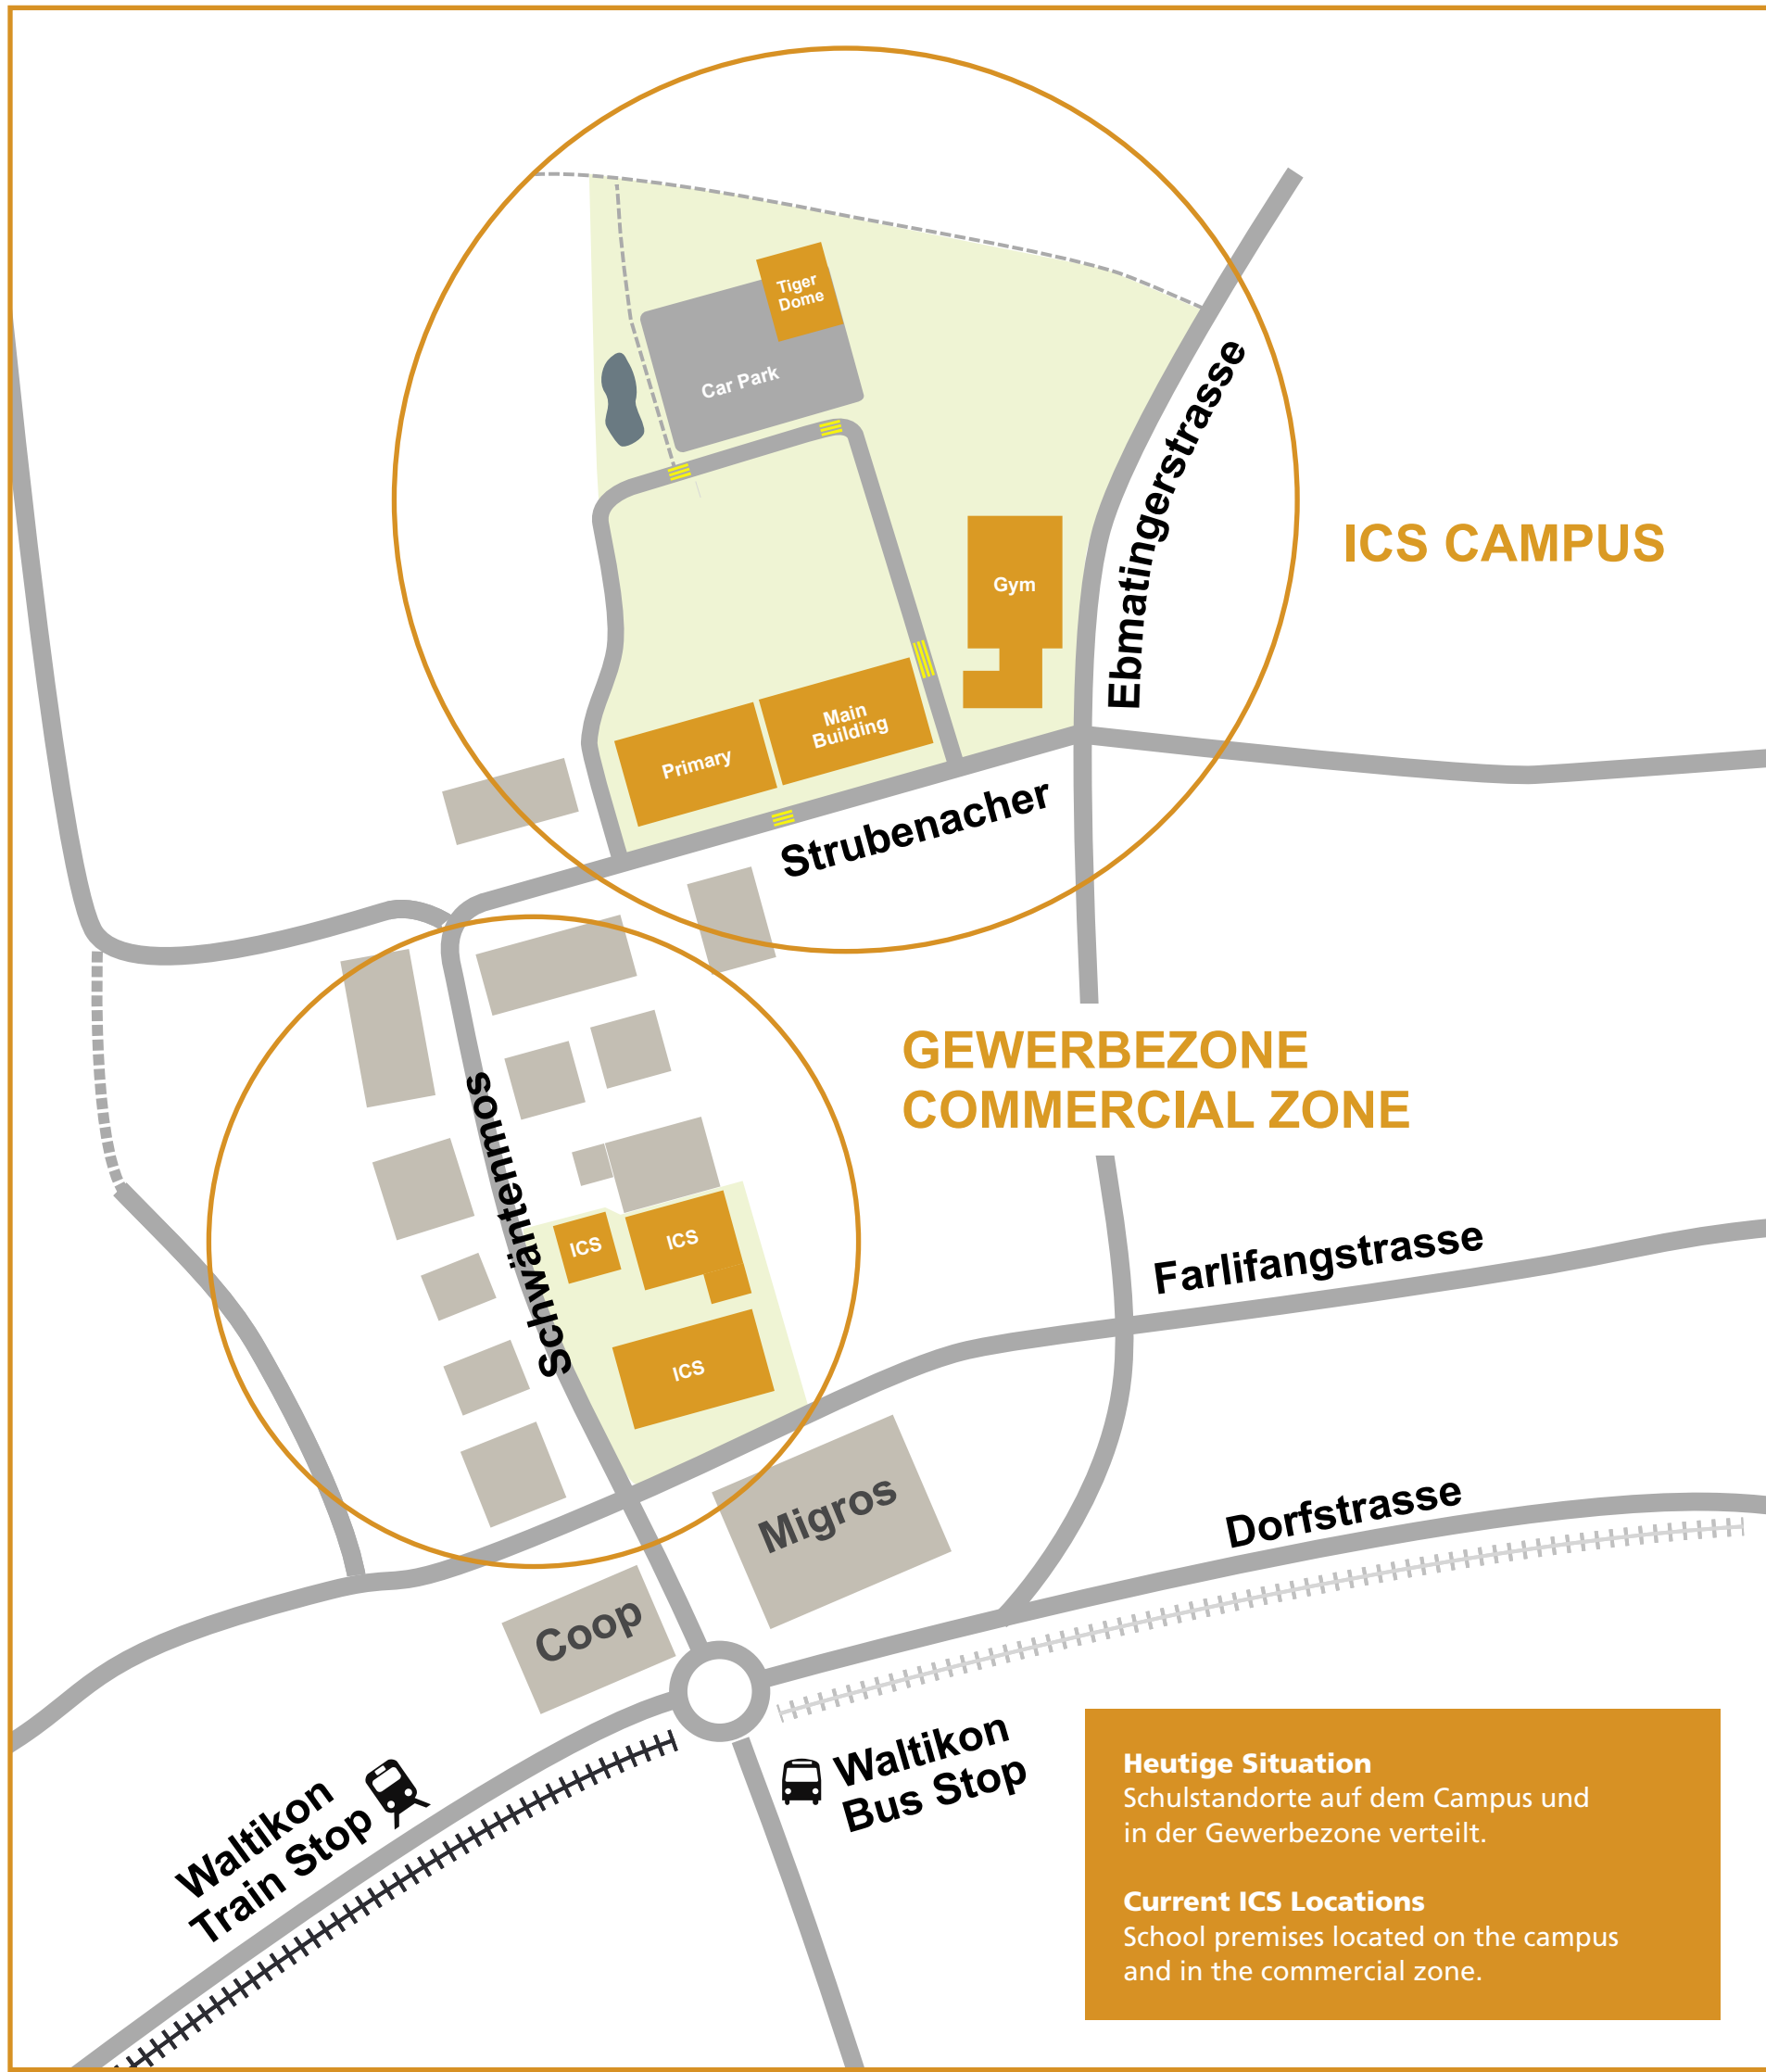 Tiger
Dome
Car Park
Ebmatingerstrasse
ICS CAMPUS
Gym
Main
Building
Primary
Strubenacher
GEWERBEZONE
COMMERCIAL ZONE
Schwäntenmos
ICS
ICS
ICS
Farlifangstrasse
Migros
Dorfstrasse
Coop
Waltikon
Bus Stop
Waltikon
Train Stop
Heutige Situation
Schulstandorte auf dem Campus und
in der Gewerbezone verteilt.
Current ICS Locations
School premises located on the campus
and in the commercial zone.